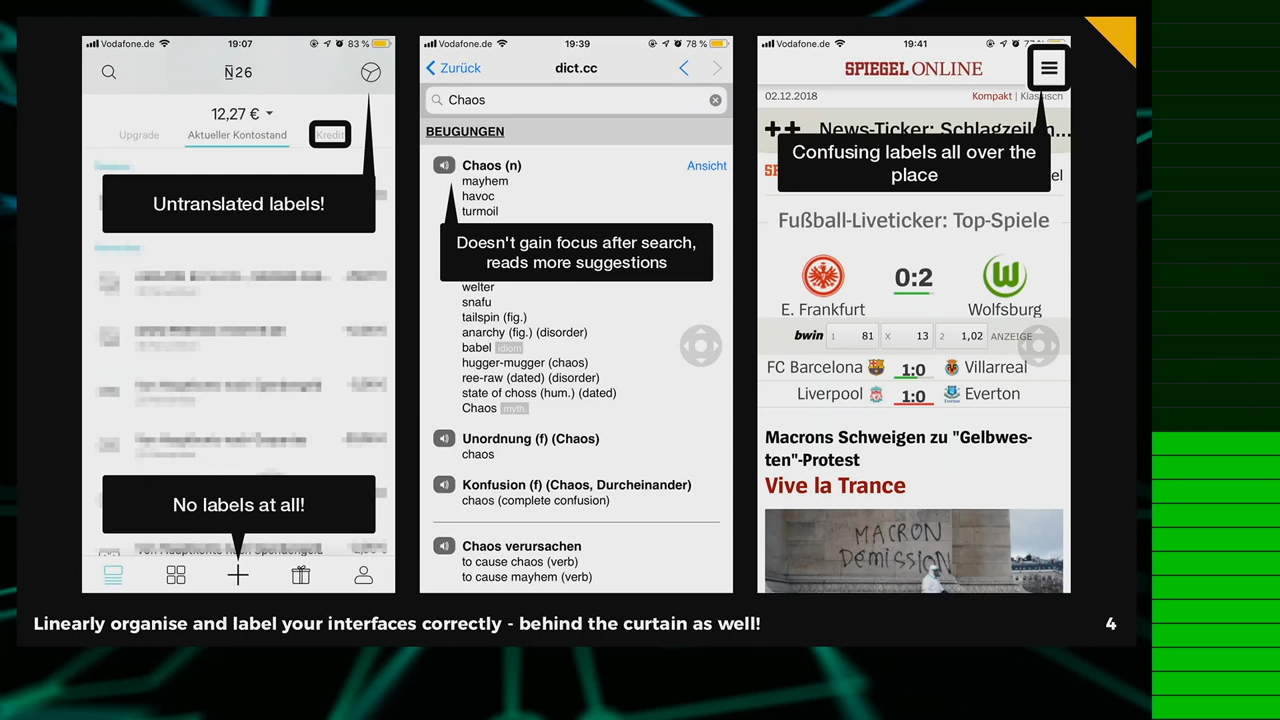 Vodafone.de
19:07
83 %
N26
12,27 €
Upgrade
Aktueller Kontostand
Kredit
Untranslated labels!
No labels at all!
Vodafone.de
19:39
78 %
Zurück
dict.cc
Chaos
BEUGUNGEN
Chaos (n)
Ansicht
mayhem
havoc
turmoil
Doesn't gain focus after search,
reads more suggestions
welter
snafu
tailspin (fig.)
anarchy (fig.) (disorder)
babel idiom
hugger-mugger (chaos)
ree-raw (dated) (disorder)
state of choss (hum.) (dated)
Chaos myth.
Unordnung (f) (Chaos)
chaos
Konfusion (f) (Chaos, Durcheinander)
chaos (complete confusion)
Chaos verursachen
to cause chaos (verb)
to cause mayhem (verb)
Vodafone.de
19:41
SPIEGEL ONLINE
02.12.2018
Kompakt | Klassisch
++ News-Ticker: Schlagzeilen...
Confusing labels all over the
place
Fußball-Liveticker: Top-Spiele
0:2
E. Frankfurt
Wolfsburg
bwin 1 81 X 13 2 1,02 ANZEIGE
FC Barcelona 1:0 Villarreal
Liverpool 1:0 Everton
Macrons Schweigen zu "Gelbwes-
ten"-Protest
Vive la Trance
MACRON
DÉMISSION
Linearly organise and label your interfaces correctly - behind the curtain as well!
4